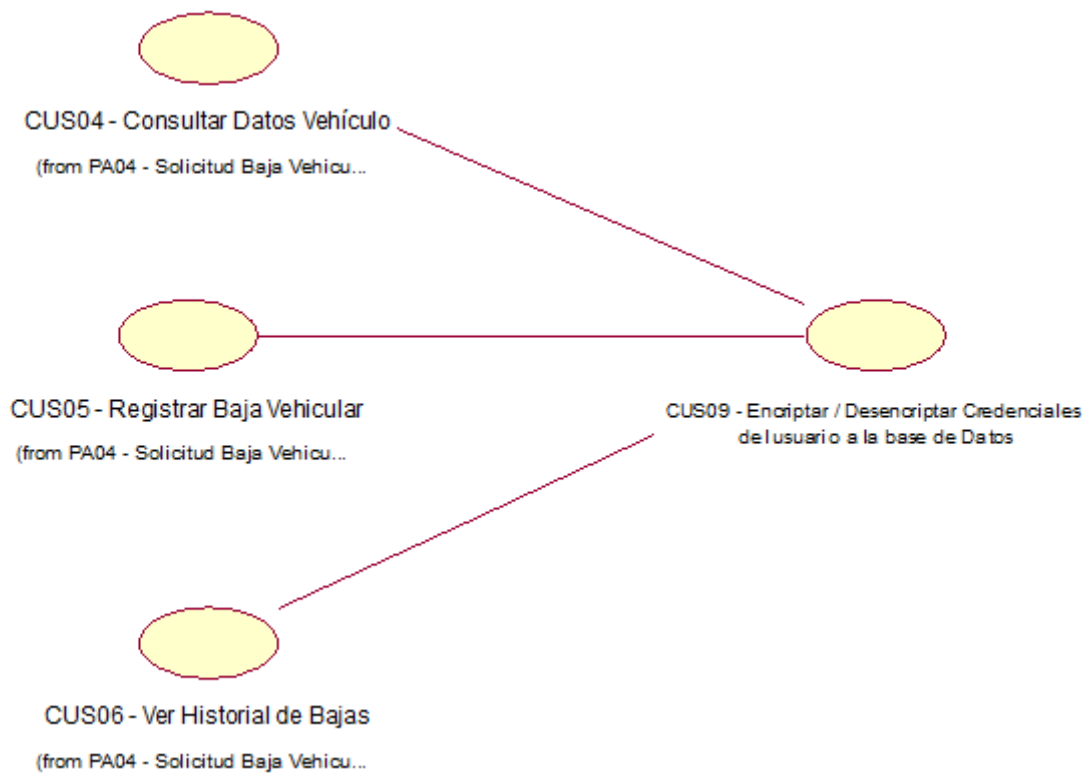 CUS04 - Consultar Datos Vehículo
(from PA04 - Solicitud Baja Vehicu...
CUS05 - Registrar Baja Vehicular
(from PA04 - Solicitud Baja Vehicu...
CUS09 - Encriptar / Desencriptar Credenciales
del usuario a la base de Datos
CUS06 - Ver Historial de Bajas
(from PA04 - Solicitud Baja Vehicu...